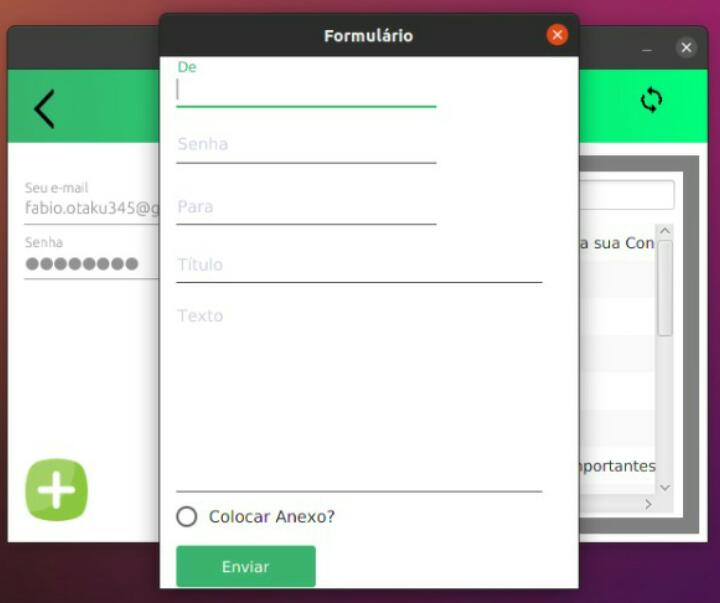 Formulário
De
Senha
Para
Título
Texto
Colocar Anexo?
Enviar
Seu e-mail
fabio.otaku345@g
Senha
a sua Con
portantes